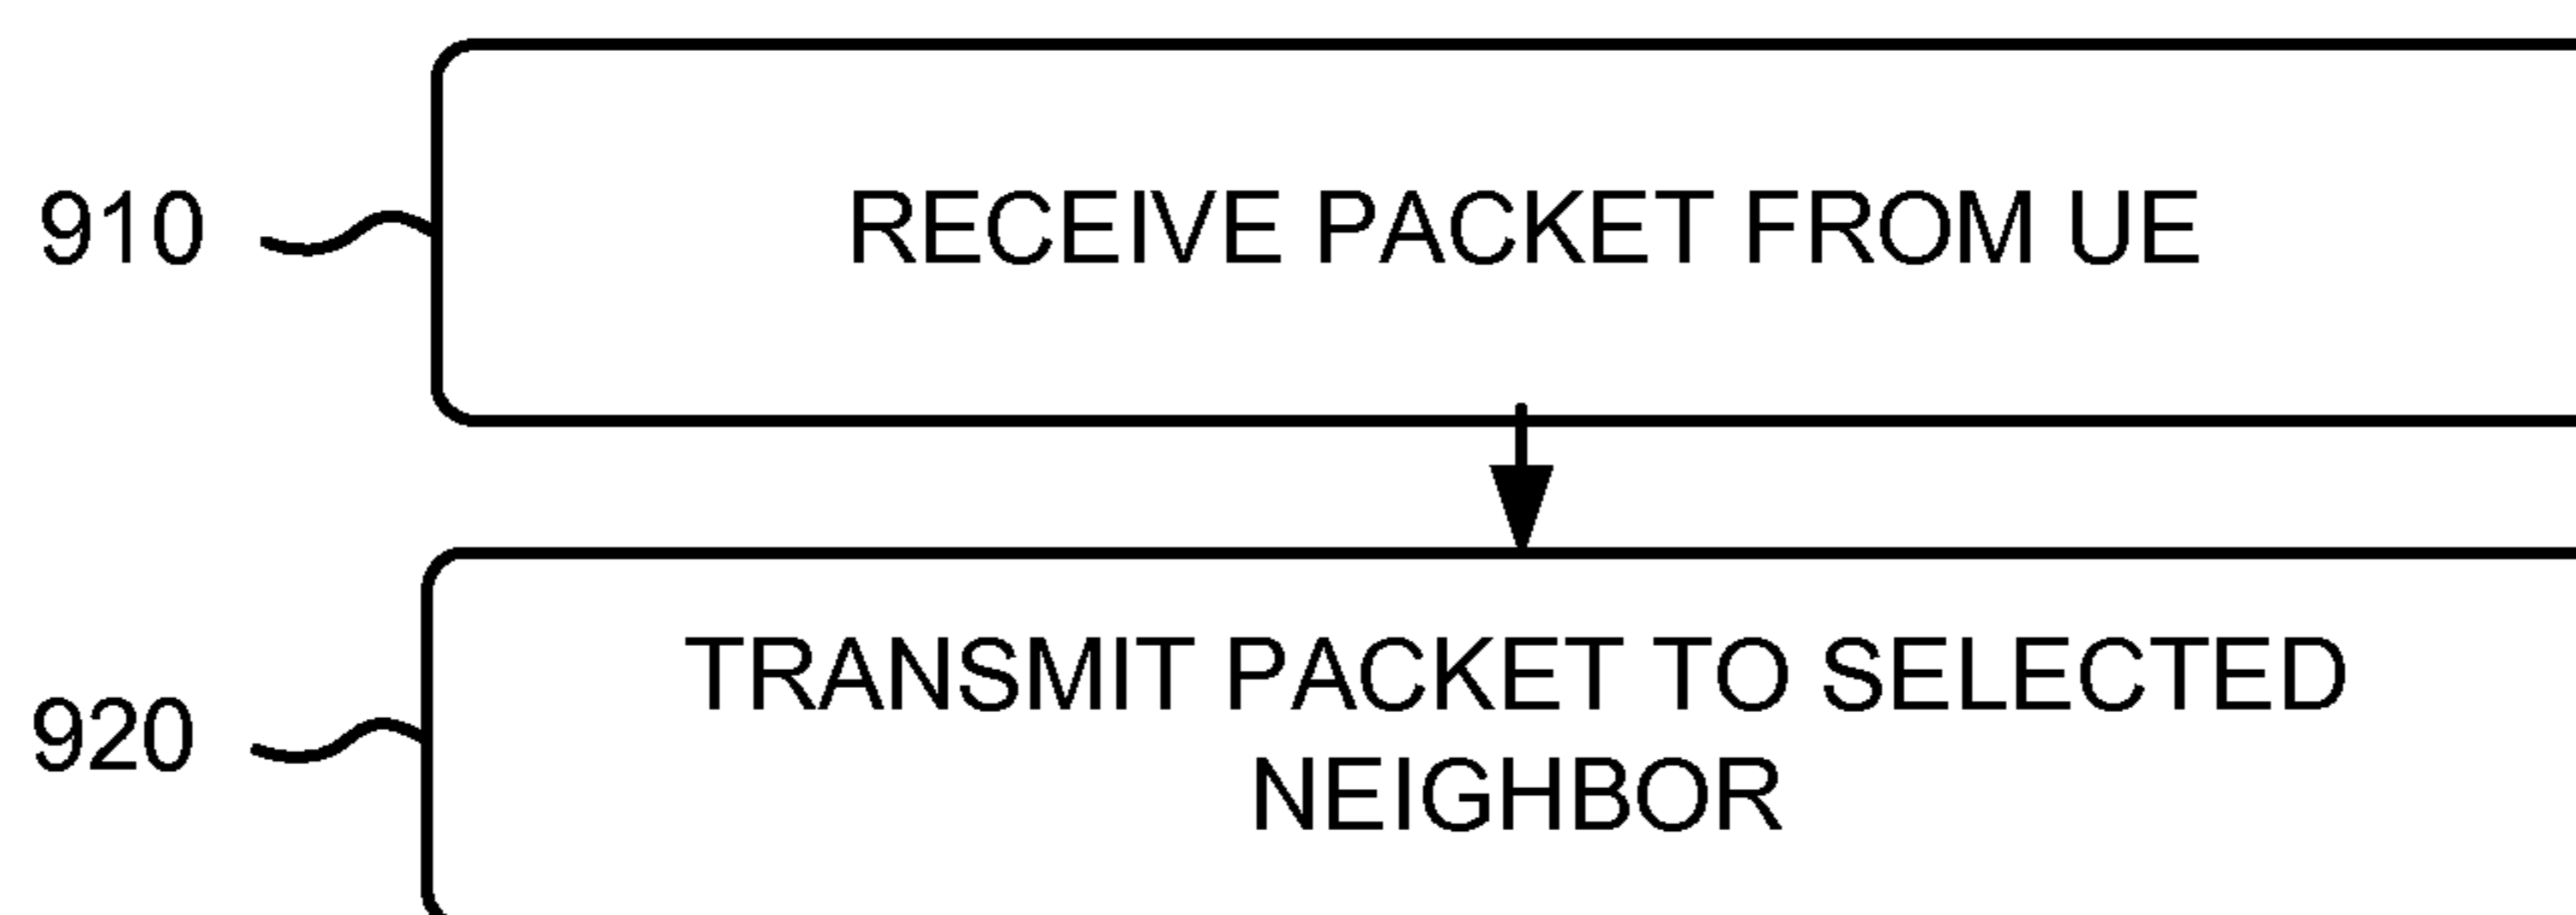 910
RECEIVE PACKET FROM UE
920
TRANSMIT PACKET TO SELECTED
NEIGHBOR